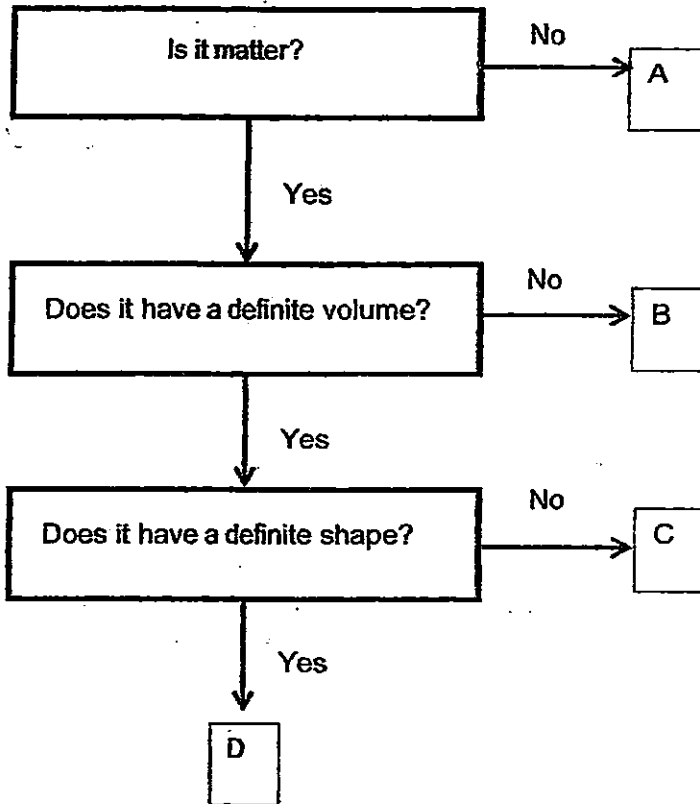 Is it matter?
No
A
Yes
Does it have a definite volume?
No
B
Yes
Does it have a definite shape?
No
C
Yes
D